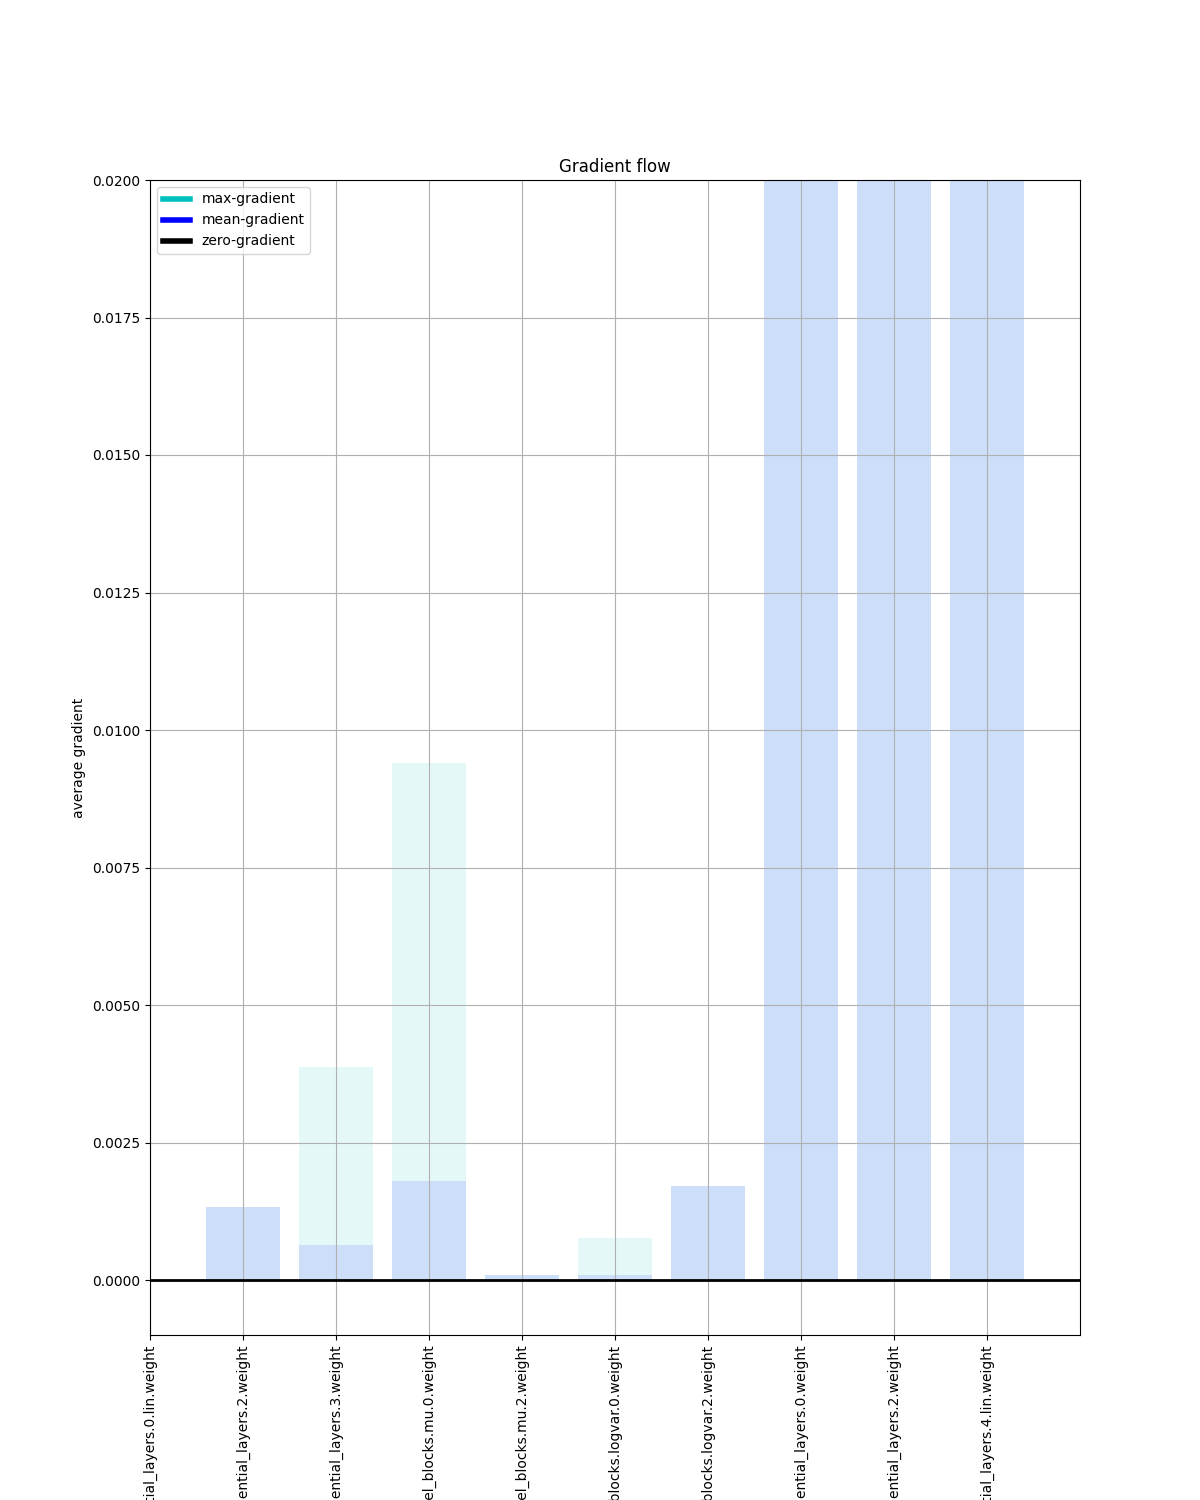 Gradient flow
max-gradient
mean-gradient
zero-gradient
0.0200
0.0175
0.0150
0.0125
0.0100
0.0075
0.0050
0.0025
0.0000
average gradient
tial_layers.0.lin.weight
ential_layers.2.weight
ential_layers.3.weight
el_blocks.mu.0.weight
el_blocks.mu.2.weight
blocks.logvar.0.weight
blocks.logvar.2.weight
ential_layers.0.weight
ential_layers.2.weight
tial_layers.4.lin.weight